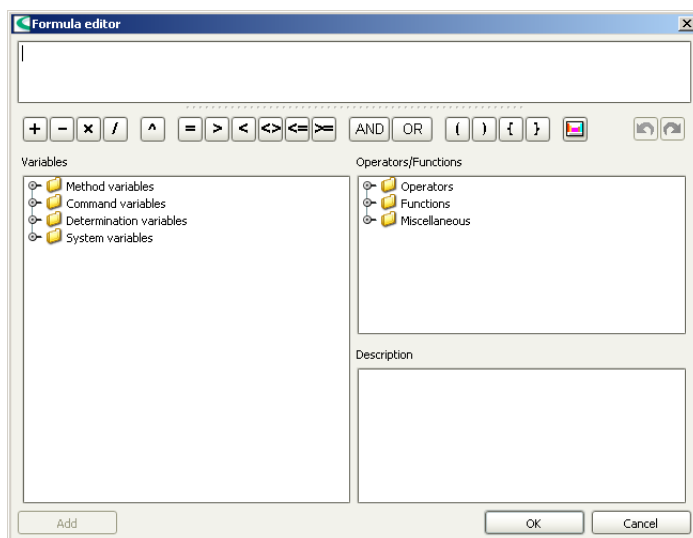 Formula editor
+ − × / ^ = > < <> <= >= AND OR ( ) { }
Variables
Method variables
Command variables
Determination variables
System variables
Operators/Functions
Operators
Functions
Miscellaneous
Description
Add
OK
Cancel